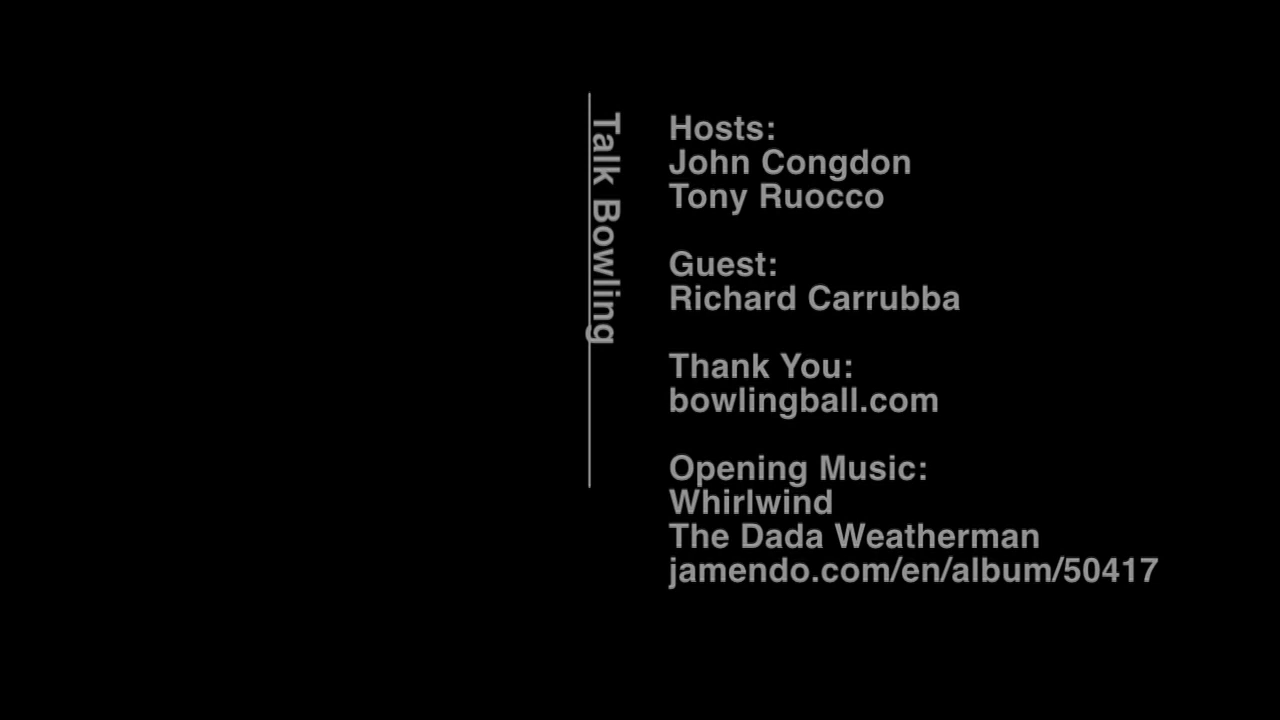 Talk Bowling
Hosts:
John Congdon
Tony Ruocco
Guest:
Richard Carrubba
Thank You:
bowlingball.com
Opening Music:
Whirlwind
The Dada Weatherman
jamendo.com/en/album/50417